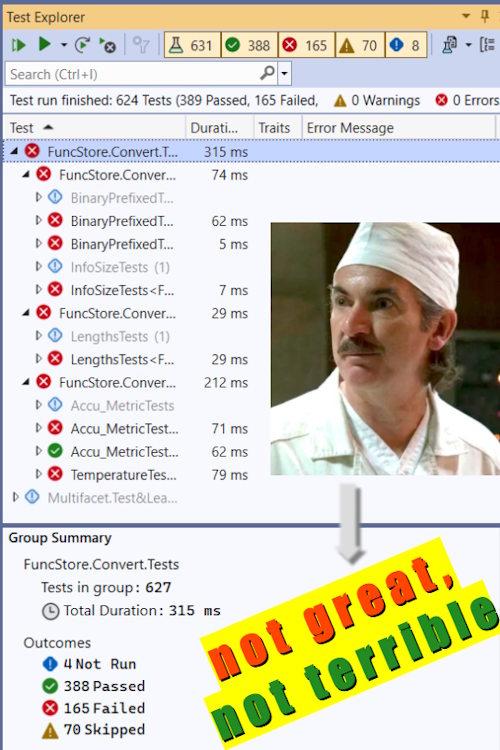 Test Explorer
631 388 165 70 8
Search (Ctrl+I)
Test run finished: 624 Tests (389 Passed, 165 Failed, 0 Warnings 0 Errors
Test Durati... Traits Error Message
FuncStore.Convert.T... 315 ms
FuncStore.Conver... 74 ms
BinaryPrefixedT...
BinaryPrefixedT... 62 ms
BinaryPrefixedT... 5 ms
InfoSizeTests (1)
InfoSizeTests<F... 7 ms
FuncStore.Conver... 29 ms
LengthsTests (1)
LengthsTests<F... 29 ms
FuncStore.Conver... 212 ms
Accu_MetricTests
Accu_MetricTest... 71 ms
Accu_MetricTest... 62 ms
TemperatureTes... 79 ms
Multifacet.Test&Lea...
Group Summary
FuncStore.Convert.Tests
Tests in group: 627
Total Duration: 315 ms
Outcomes
4 Not Run
388 Passed
165 Failed
70 Skipped
not great,
not terrible